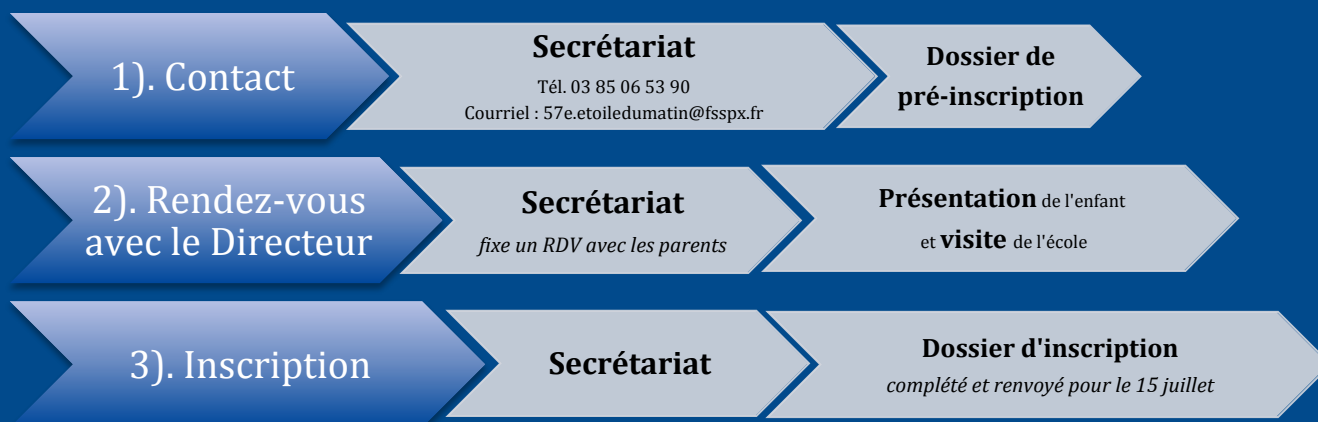 1). Contact
Secrétariat
Tél. 03 85 06 53 90
Courriel : 57e.etoiledumatin@fsspx.fr
Dossier de
pré-inscription
2). Rendez-vous
avec le Directeur
Secrétariat
fixe un RDV avec les parents
Présentation de l'enfant
et visite de l'école
3). Inscription
Secrétariat
Dossier d'inscription
complété et renvoyé pour le 15 juillet